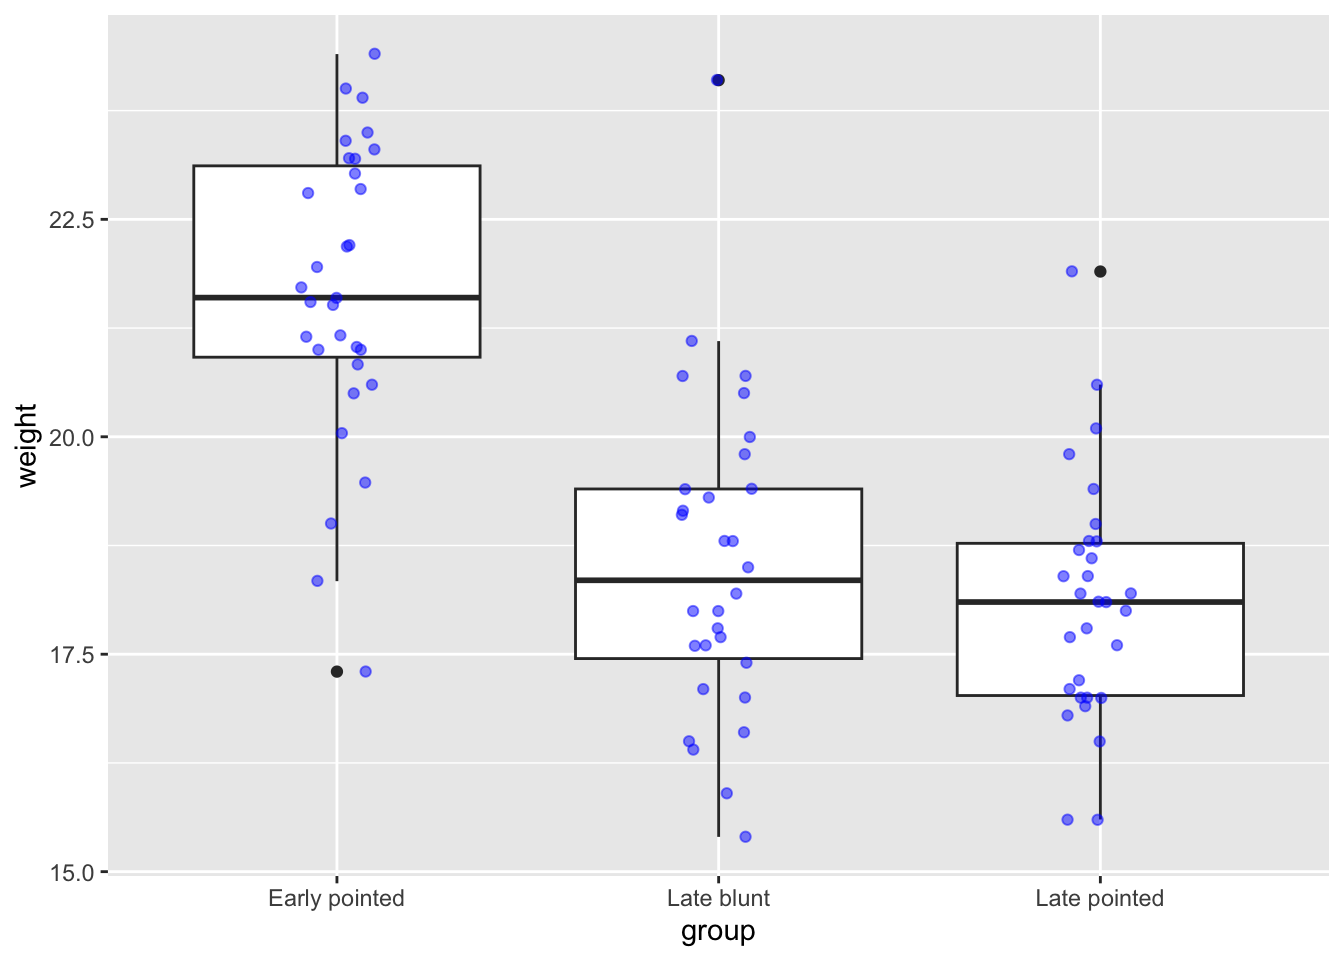 weight
22.5
20.0
17.5
15.0
Early pointed
Late blunt
Late pointed
group